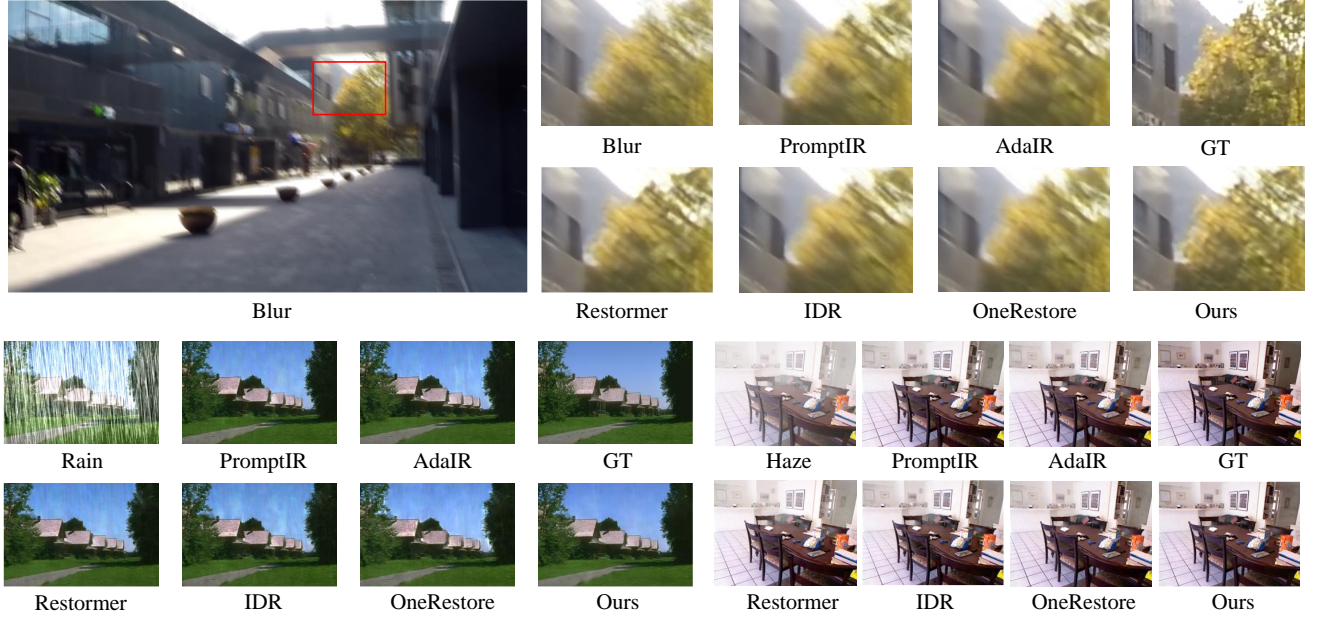 Blur PromptIR AdaIR GT
Blur Restormer IDR OneRestore Ours
Rain PromptIR AdaIR GT Haze PromptIR AdaIR GT
Restormer IDR OneRestore Ours Restormer IDR OneRestore Ours